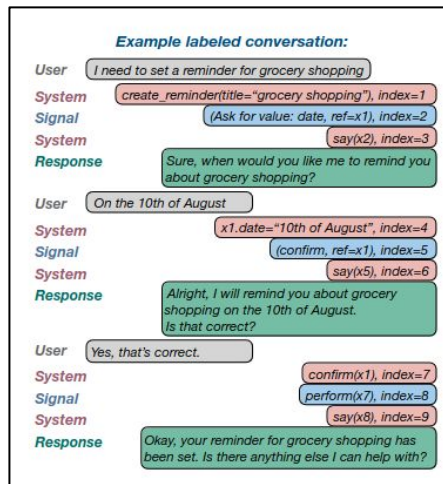 Example labeled conversation:
User I need to set a reminder for grocery shopping
System create_reminder(title="grocery shopping"), index=1
Signal (Ask for value: date, ref=x1), index=2
System say(x2), index=3
Response Sure, when would you like me to remind you
about grocery shopping?
User On the 10th of August
System x1.date="10th of August", index=4
Signal (confirm, ref=x1), index=5
System say(x5), index=6
Response Alright, I will remind you about grocery
shopping on the 10th of August.
Is that correct?
User Yes, that's correct.
System confirm(x1), index=7
Signal perform(x7), index=8
System say(x8), index=9
Response Okay, your reminder for grocery shopping has
been set. Is there anything else I can help with?